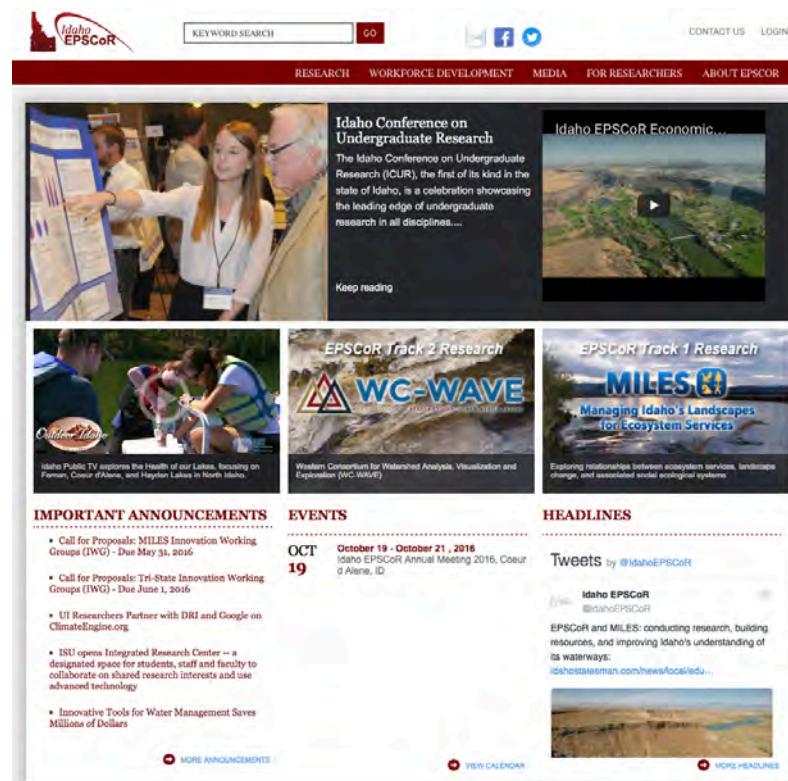 Idaho
EPSCoR
KEYWORD SEARCH
GO
CONTACT US LOGIN
RESEARCH WORKFORCE DEVELOPMENT MEDIA FOR RESEARCHERS ABOUT EPSCOR
Idaho Conference on
Undergraduate Research
The Idaho Conference on Undergraduate
Research (ICUR), the first of its kind in the
state of Idaho, is a celebration showcasing
the leading edge of undergraduate
research in all disciplines....
Keep reading
Idaho EPSCoR Economic...
Outdoor Idaho
Idaho Public TV explores the Health of our Lakes, focusing on
Fernan, Coeur d'Alene, and Hayden Lakes in North Idaho.
EPSCoR Track 2 Research
WC-WAVE
Western Consortium for Watershed Analysis, Visualization and
Exploration (WC-WAVE)
EPSCoR Track 1 Research
MILES
Managing Idaho's Landscapes
for Ecosystem Services
Exploring relationships between ecosystem services, landscape
change, and associated social ecological systems
IMPORTANT ANNOUNCEMENTS
Call for Proposals: MILES Innovation Working
Groups (IWG) - Due May 31, 2016
Call for Proposals: Tri-State Innovation Working
Groups (IWG) - Due June 1, 2016
UI Researchers Partner with DRI and Google on
ClimateEngine.org
ISU opens Integrated Research Center -- a
designated space for students, staff and faculty to
collaborate on shared research interests and use
advanced technology
Innovative Tools for Water Management Saves
Millions of Dollars
MORE ANNOUNCEMENTS
EVENTS
OCT
19
October 19 - October 21 , 2016
Idaho EPSCoR Annual Meeting 2016, Coeur
d Alene, ID
VIEW CALENDAR
HEADLINES
Tweets by @IdahoEPSCoR
Idaho EPSCoR
@IdahoEPSCoR
EPSCoR and MILES: conducting research, building
resources, and improving Idaho's understanding of
its waterways:
idahostatesman.com/news/local/edu...
MORE HEADLINES